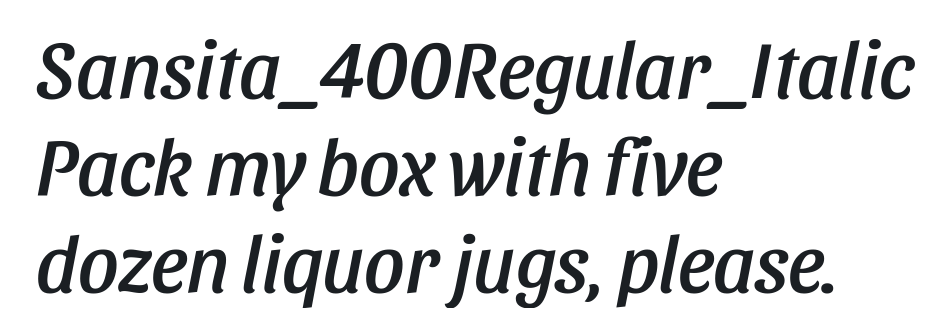 Sansita_400Regular_Italic
Pack my box with five
dozen liquor jugs, please.